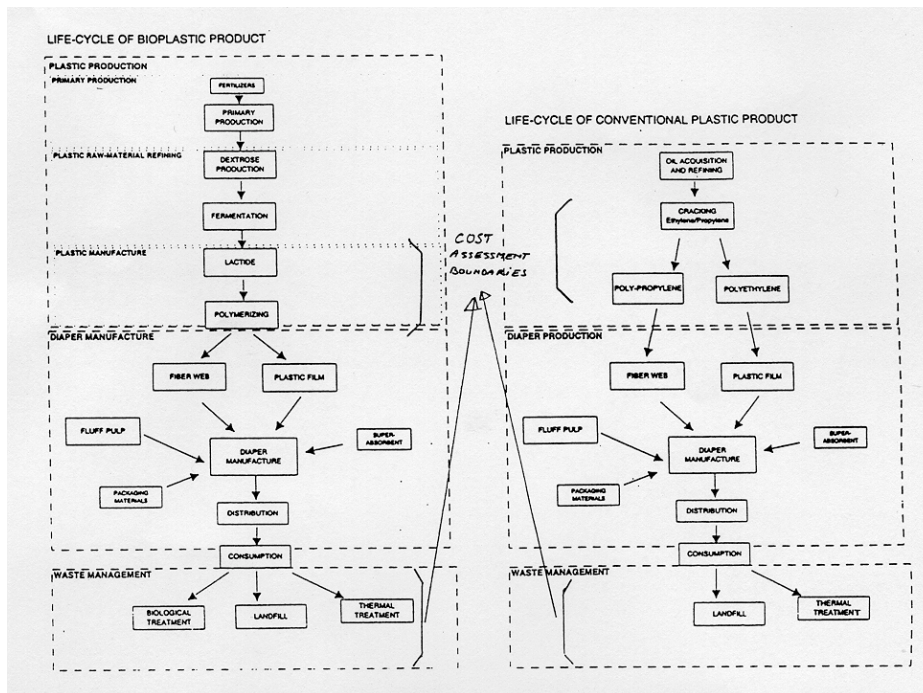 LIFE-CYCLE OF BIOPLASTIC PRODUCT
PLASTIC PRODUCTION
PRIMARY PRODUCTION
FERTILIZERS
PRIMARY
PRODUCTION
PLASTIC RAW-MATERIAL REFINING
DEXTROSE
PRODUCTION
FERMENTATION
PLASTIC MANUFACTURE
LACTIDE
POLYMERIZING
DIAPER MANUFACTURE
FIBER WEB
PLASTIC FILM
FLUFF PULP
SUPER-
ABSORBENT
DIAPER
MANUFACTURE
PACKAGING
MATERIALS
DISTRIBUTION
CONSUMPTION
WASTE MANAGEMENT
BIOLOGICAL
TREATMENT
LANDFILL
THERMAL
TREATMENT
COST
ASSESSMENT
BOUNDARIES
LIFE-CYCLE OF CONVENTIONAL PLASTIC PRODUCT
PLASTIC PRODUCTION
OIL ACQUISITION
AND REFINING
CRACKING
Ethylene/Propylene
POLY-PROPYLENE
POLYETHYLENE
DIAPER PRODUCTION
FIBER WEB
PLASTIC FILM
FLUFF PULP
SUPER-
ABSORBENT
DIAPER
MANUFACTURE
PACKAGING
MATERIALS
DISTRIBUTION
CONSUMPTION
WASTE MANAGEMENT
LANDFILL
THERMAL
TREATMENT